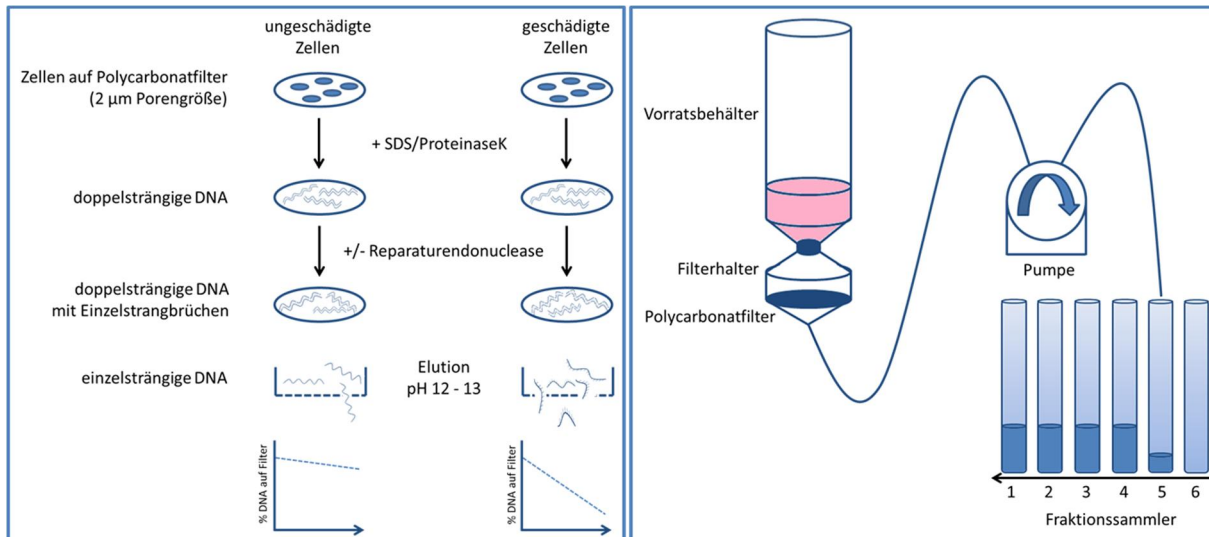 ungeschädigte
Zellen
geschädigte
Zellen
Zellen auf Polycarbonatfilter
(2 µm Porengröße)
+ SDS/ProteinaseK
doppelsträngige DNA
+/- Reparaturendonuclease
doppelsträngige DNA
mit Einzelstrangbrüchen
einzelsträngige DNA
Elution
pH 12 - 13
% DNA auf Filter
% DNA auf Filter
Vorratsbehälter
Filterhalter
Polycarbonatfilter
Pumpe
1 2 3 4 5 6
Fraktionssammler